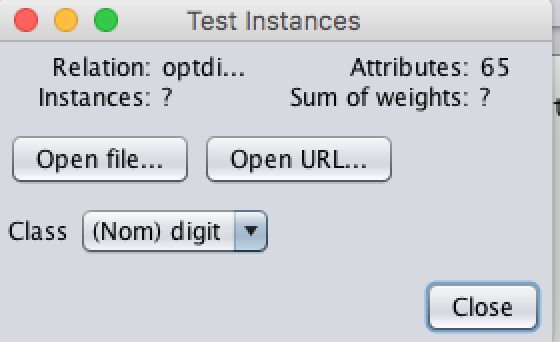 Test Instances
Relation: optdi... Attributes: 65
Instances: ? Sum of weights: ?
Open file... Open URL...
Class (Nom) digit
Close